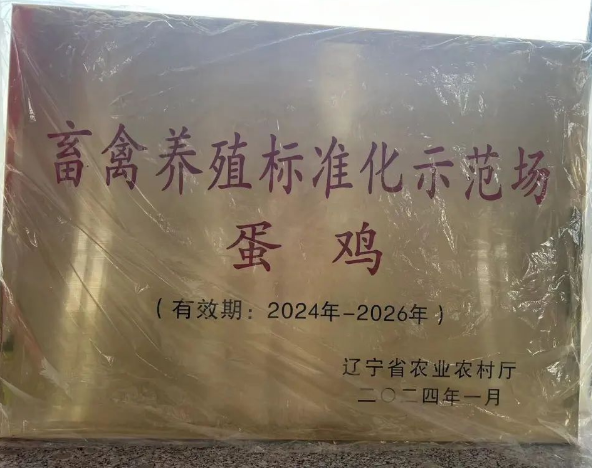 畜禽养殖标准化示范场
蛋鸡
（有效期：2024年-2026年）
辽宁省农业农村厅
二〇二四年一月